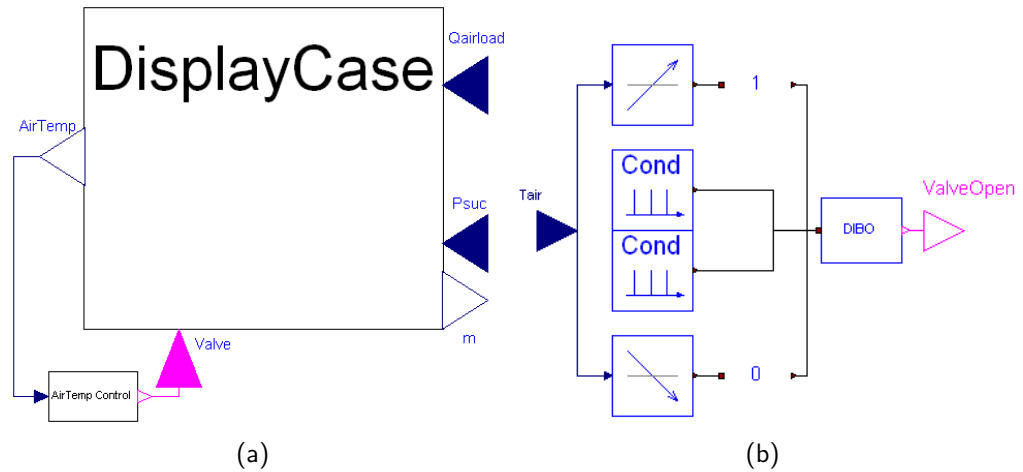 Qairload
DisplayCase
AirTemp
Psuc
m
Valve
AirTemp Control
(a)
1
Cond
Tair
Cond
ValveOpen
DIBO
0
(b)